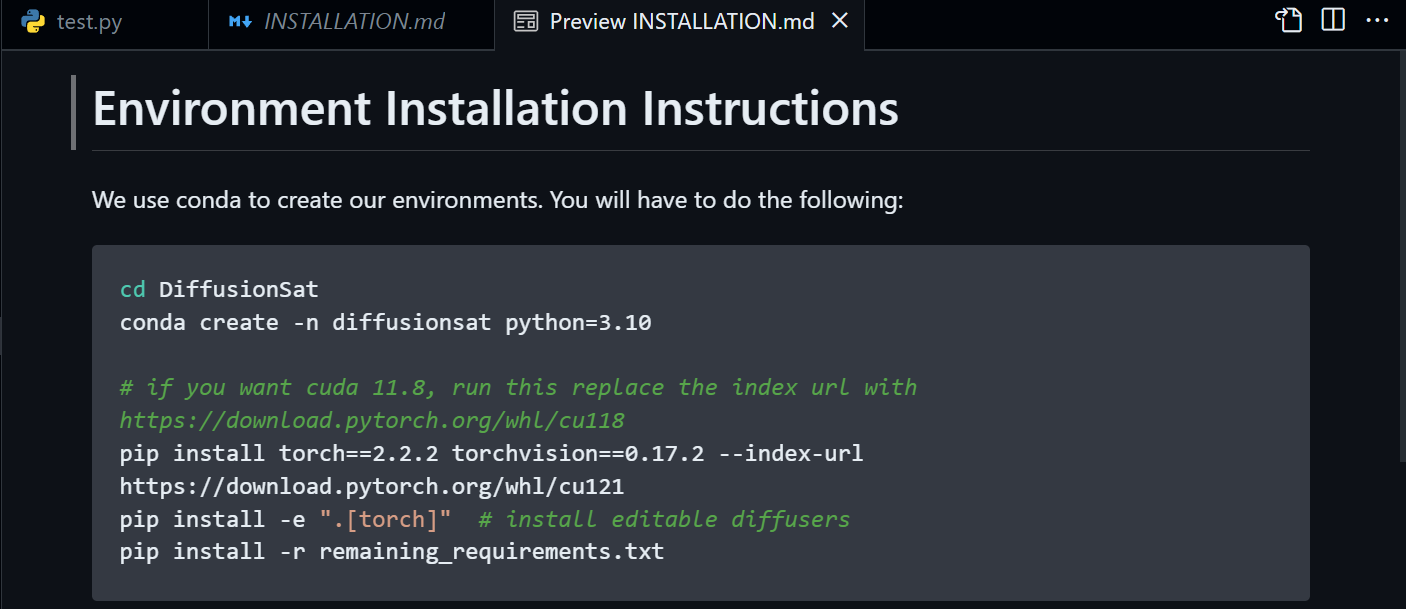 test.py
INSTALLATION.md
Preview INSTALLATION.md
Environment Installation Instructions
We use conda to create our environments. You will have to do the following:
cd DiffusionSat
conda create -n diffusionsat python=3.10
# if you want cuda 11.8, run this replace the index url with
https://download.pytorch.org/whl/cu118
pip install torch==2.2.2 torchvision==0.17.2 --index-url
https://download.pytorch.org/whl/cu121
pip install -e ".[torch]"  # install editable diffusers
pip install -r remaining_requirements.txt